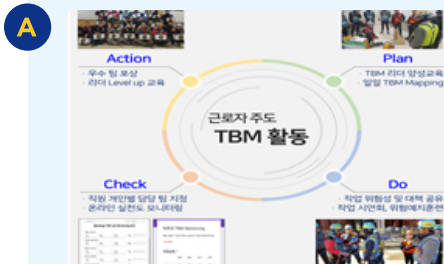 A
Action
· 우수 팀 포상
· 리더 Level up 교육
Plan
· TBM 리더 양성교육
· 일일 TBM Mapping
근로자 주도
TBM 활동
Check
· 직원 개인별 담당 팀 지정
· 온라인 실천도 모니터링
Do
· 작업 위험성 및 대책 공유
· 작업 시연회, 위험예지훈련